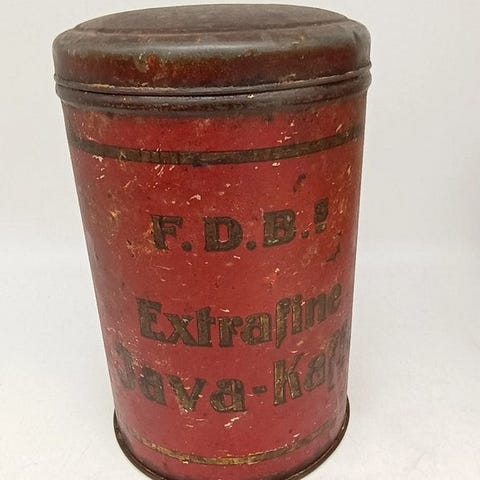 F.D.B.s
Extrafine
Java-Kaf